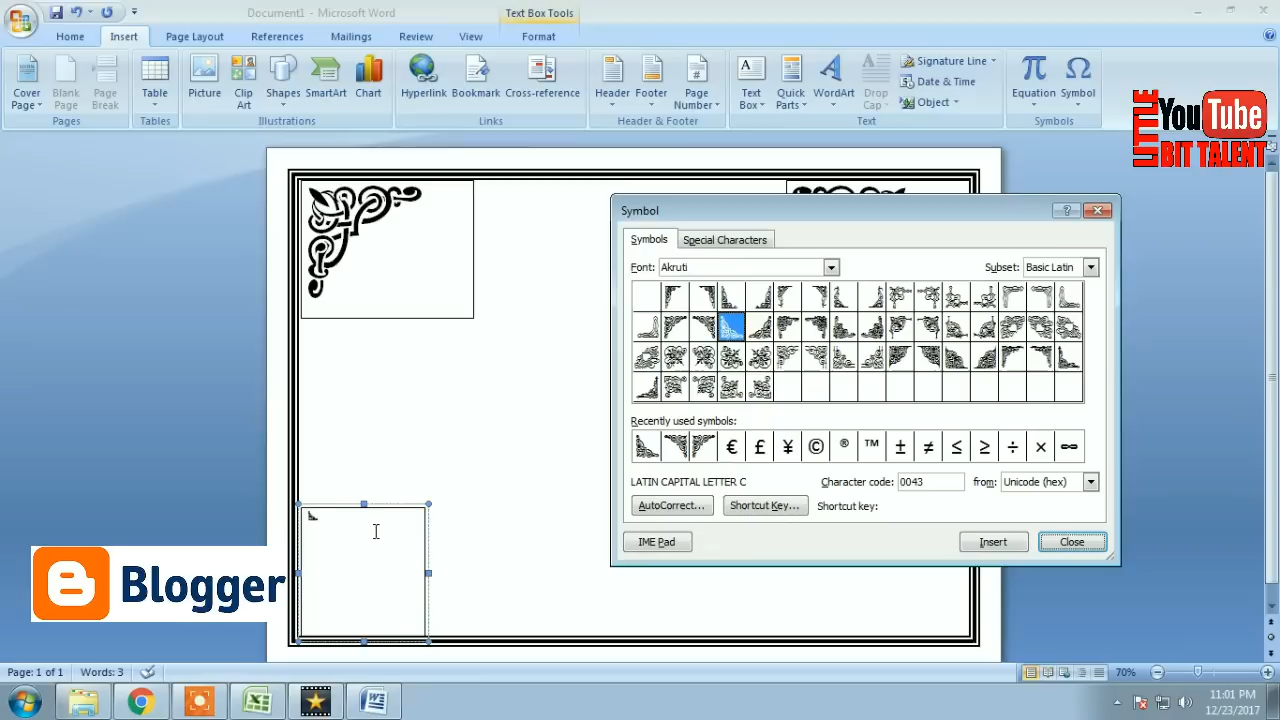 Document1 - Microsoft Word
Text Box Tools
Home
Insert
Page Layout
References
Mailings
Review
View
Format
Cover Page
Blank Page
Page Break
Pages
Table
Tables
Picture
Clip Art
Shapes
SmartArt
Chart
Illustrations
Hyperlink
Bookmark
Cross-reference
Links
Header
Footer
Page Number
Header & Footer
Text Box
Quick Parts
WordArt
Drop Cap
Signature Line
Date & Time
Object
Text
Equation
Symbol
Symbols
LITTLE
YouTube
BIT TALENT
Symbol
Symbols
Special Characters
Font: Akruti
Subset: Basic Latin
Recently used symbols:
€ £ ¥ © ® ™ ± ≠ ≤ ≥ ÷ × ∞
LATIN CAPITAL LETTER C
Character code: 0043
from: Unicode (hex)
AutoCorrect...
Shortcut Key...
Shortcut key:
IME Pad
Insert
Close
Blogger
Page: 1 of 1
Words: 3
70%
11:01 PM
12/23/2017